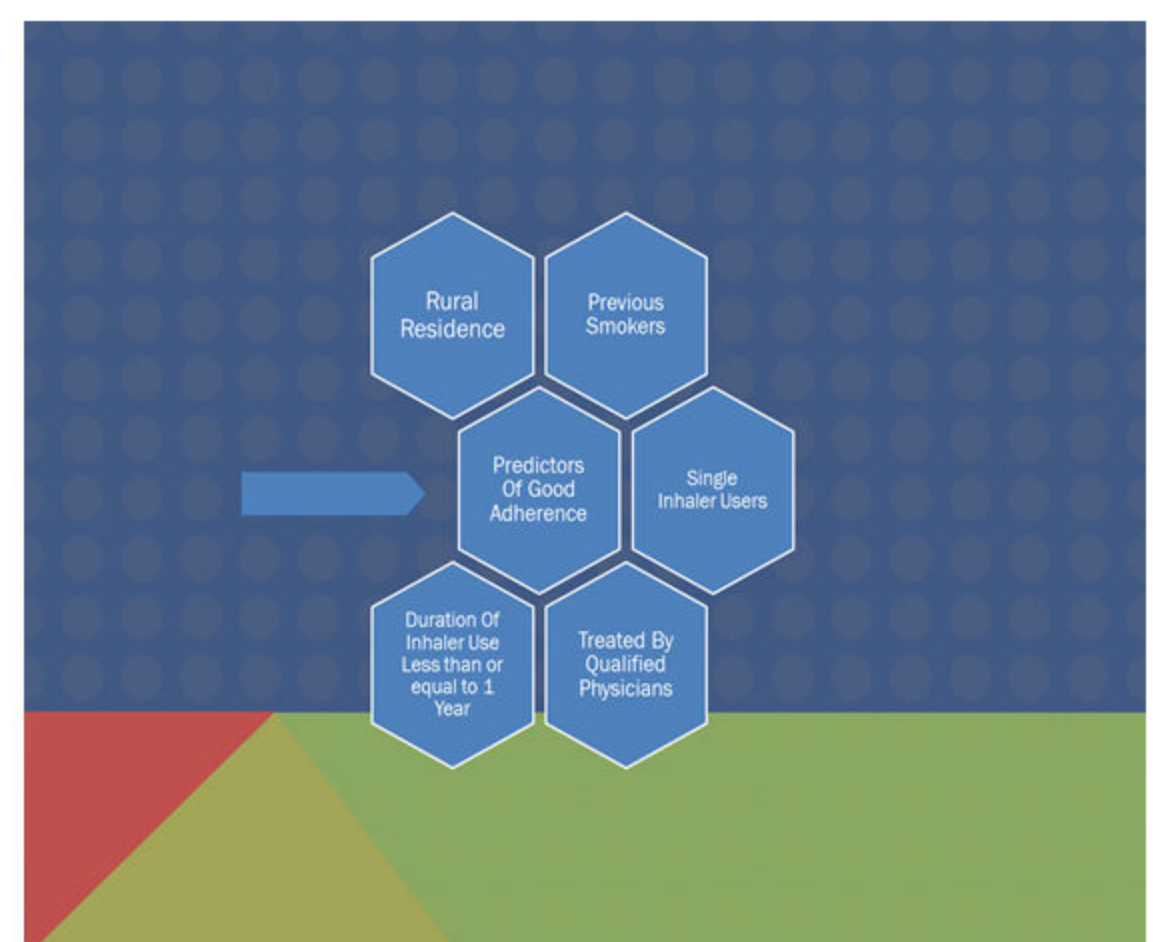 Rural
Residence
Previous
Smokers
Predictors
Of Good
Adherence
Single
Inhaler Users
Duration Of
Inhaler Use
Less than or
equal to 1
Year
Treated By
Qualified
Physicians